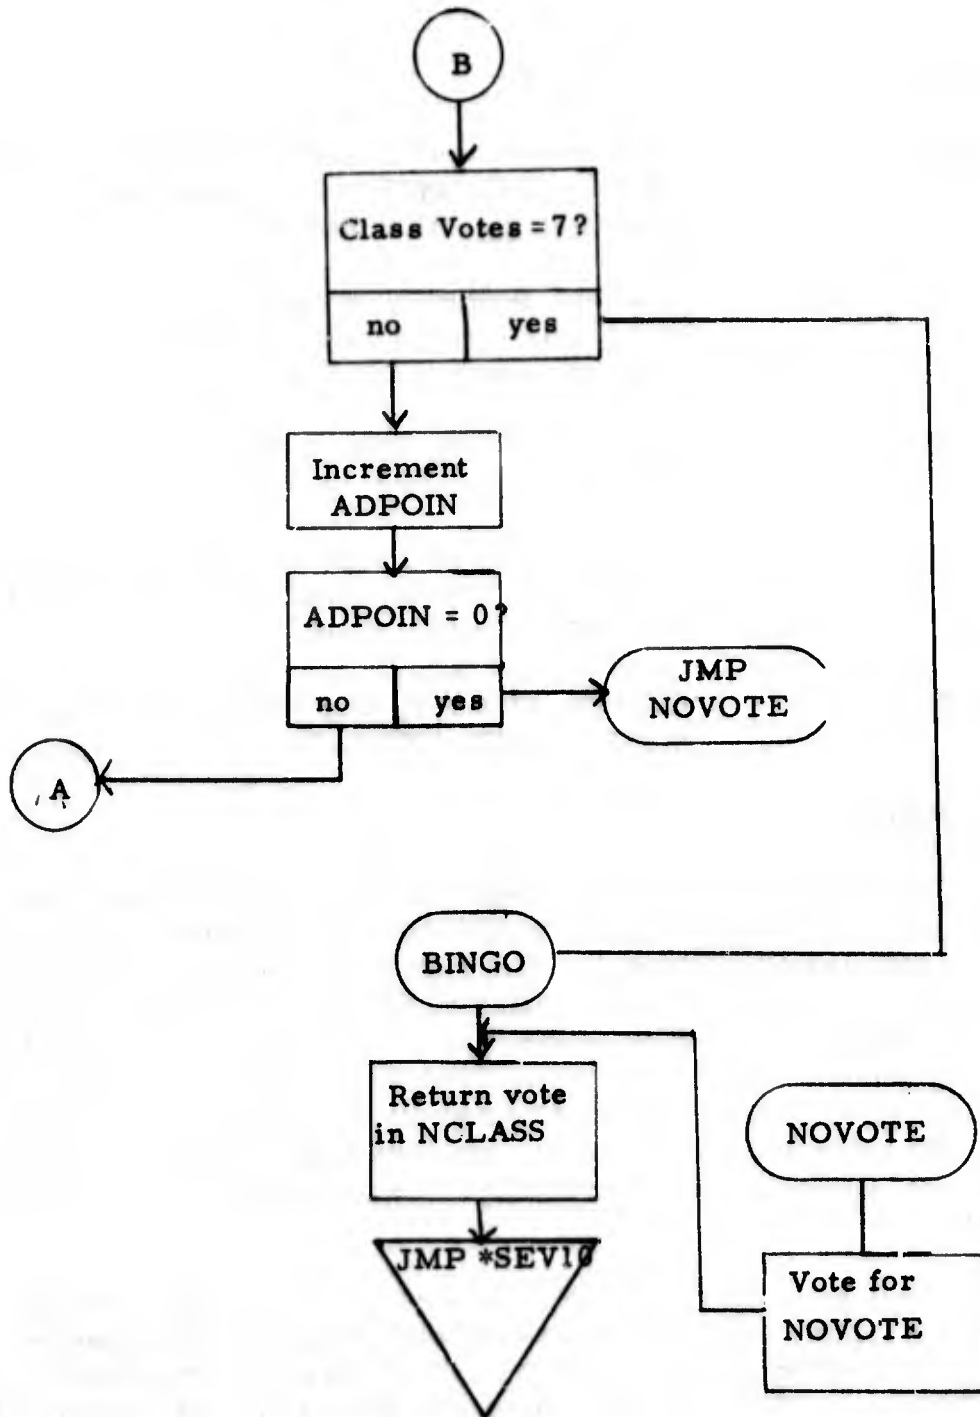 B
Class Votes = 7?
no
yes
Increment
ADPOIN
ADPOIN = 0?
no
yes
JMP
NOVOTE
A
BINGO
Return vote
in NCLASS
NOVOTE
JMP *SEV10
Vote for
NOVOTE